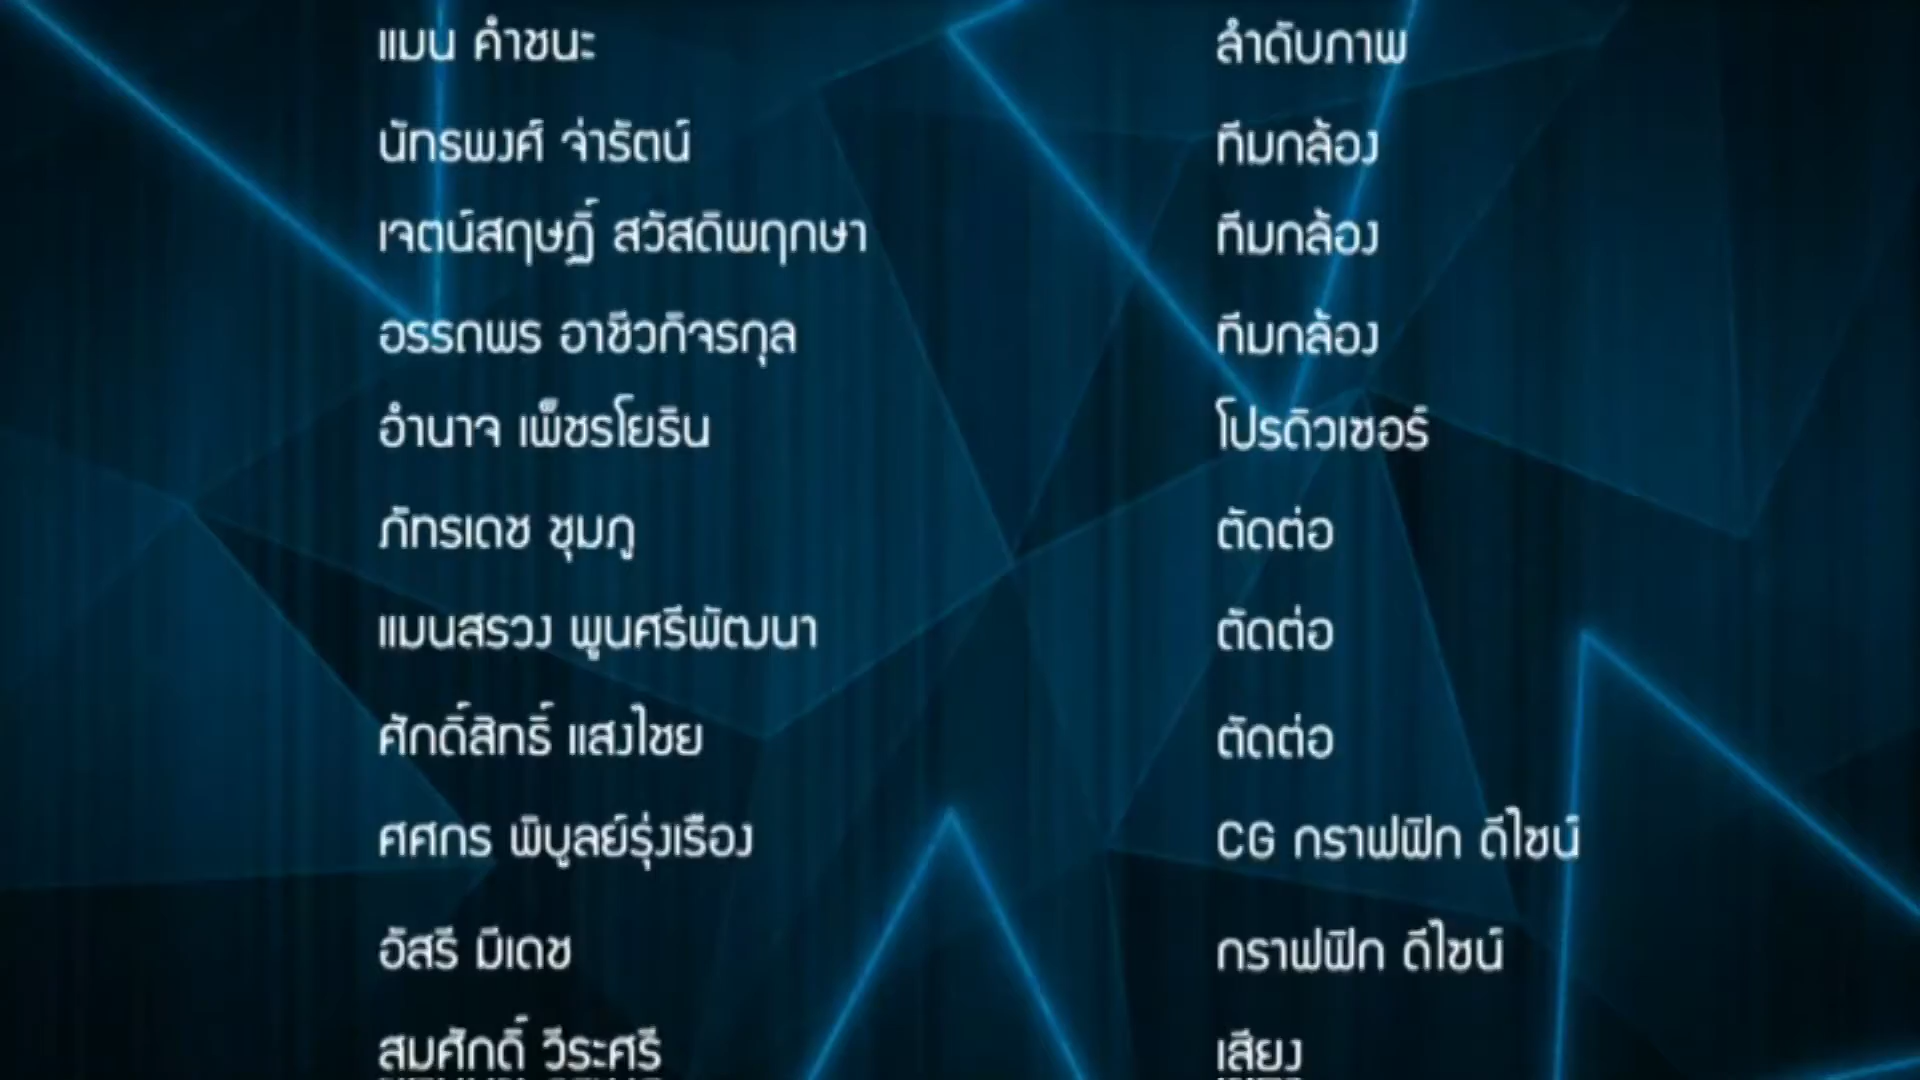 แมน คำชนะ ลำดับภาพ
นัทรพงศ์ จ่ารัตน์ ทีมกล้อง
เจตน์สฤษฎิ์ สวัสดิพฤกษา ทีมกล้อง
อรรถพร อาชีวกิจรกุล ทีมกล้อง
อำนาจ เพ็ชรโยธิน โปรดิวเซอร์
ภัทรเดช ชุมภู ตัดต่อ
แมนสรวง พูนศรีพัฒนา ตัดต่อ
ศักดิ์สิทธิ์ แสงไชย ตัดต่อ
ศศกร พิบูลย์รุ่งเรือง CG กราฟฟิก ดีไซน์
อัสรี มีเดช กราฟฟิก ดีไซน์
สมศักดิ์ วีระศรี เสียง